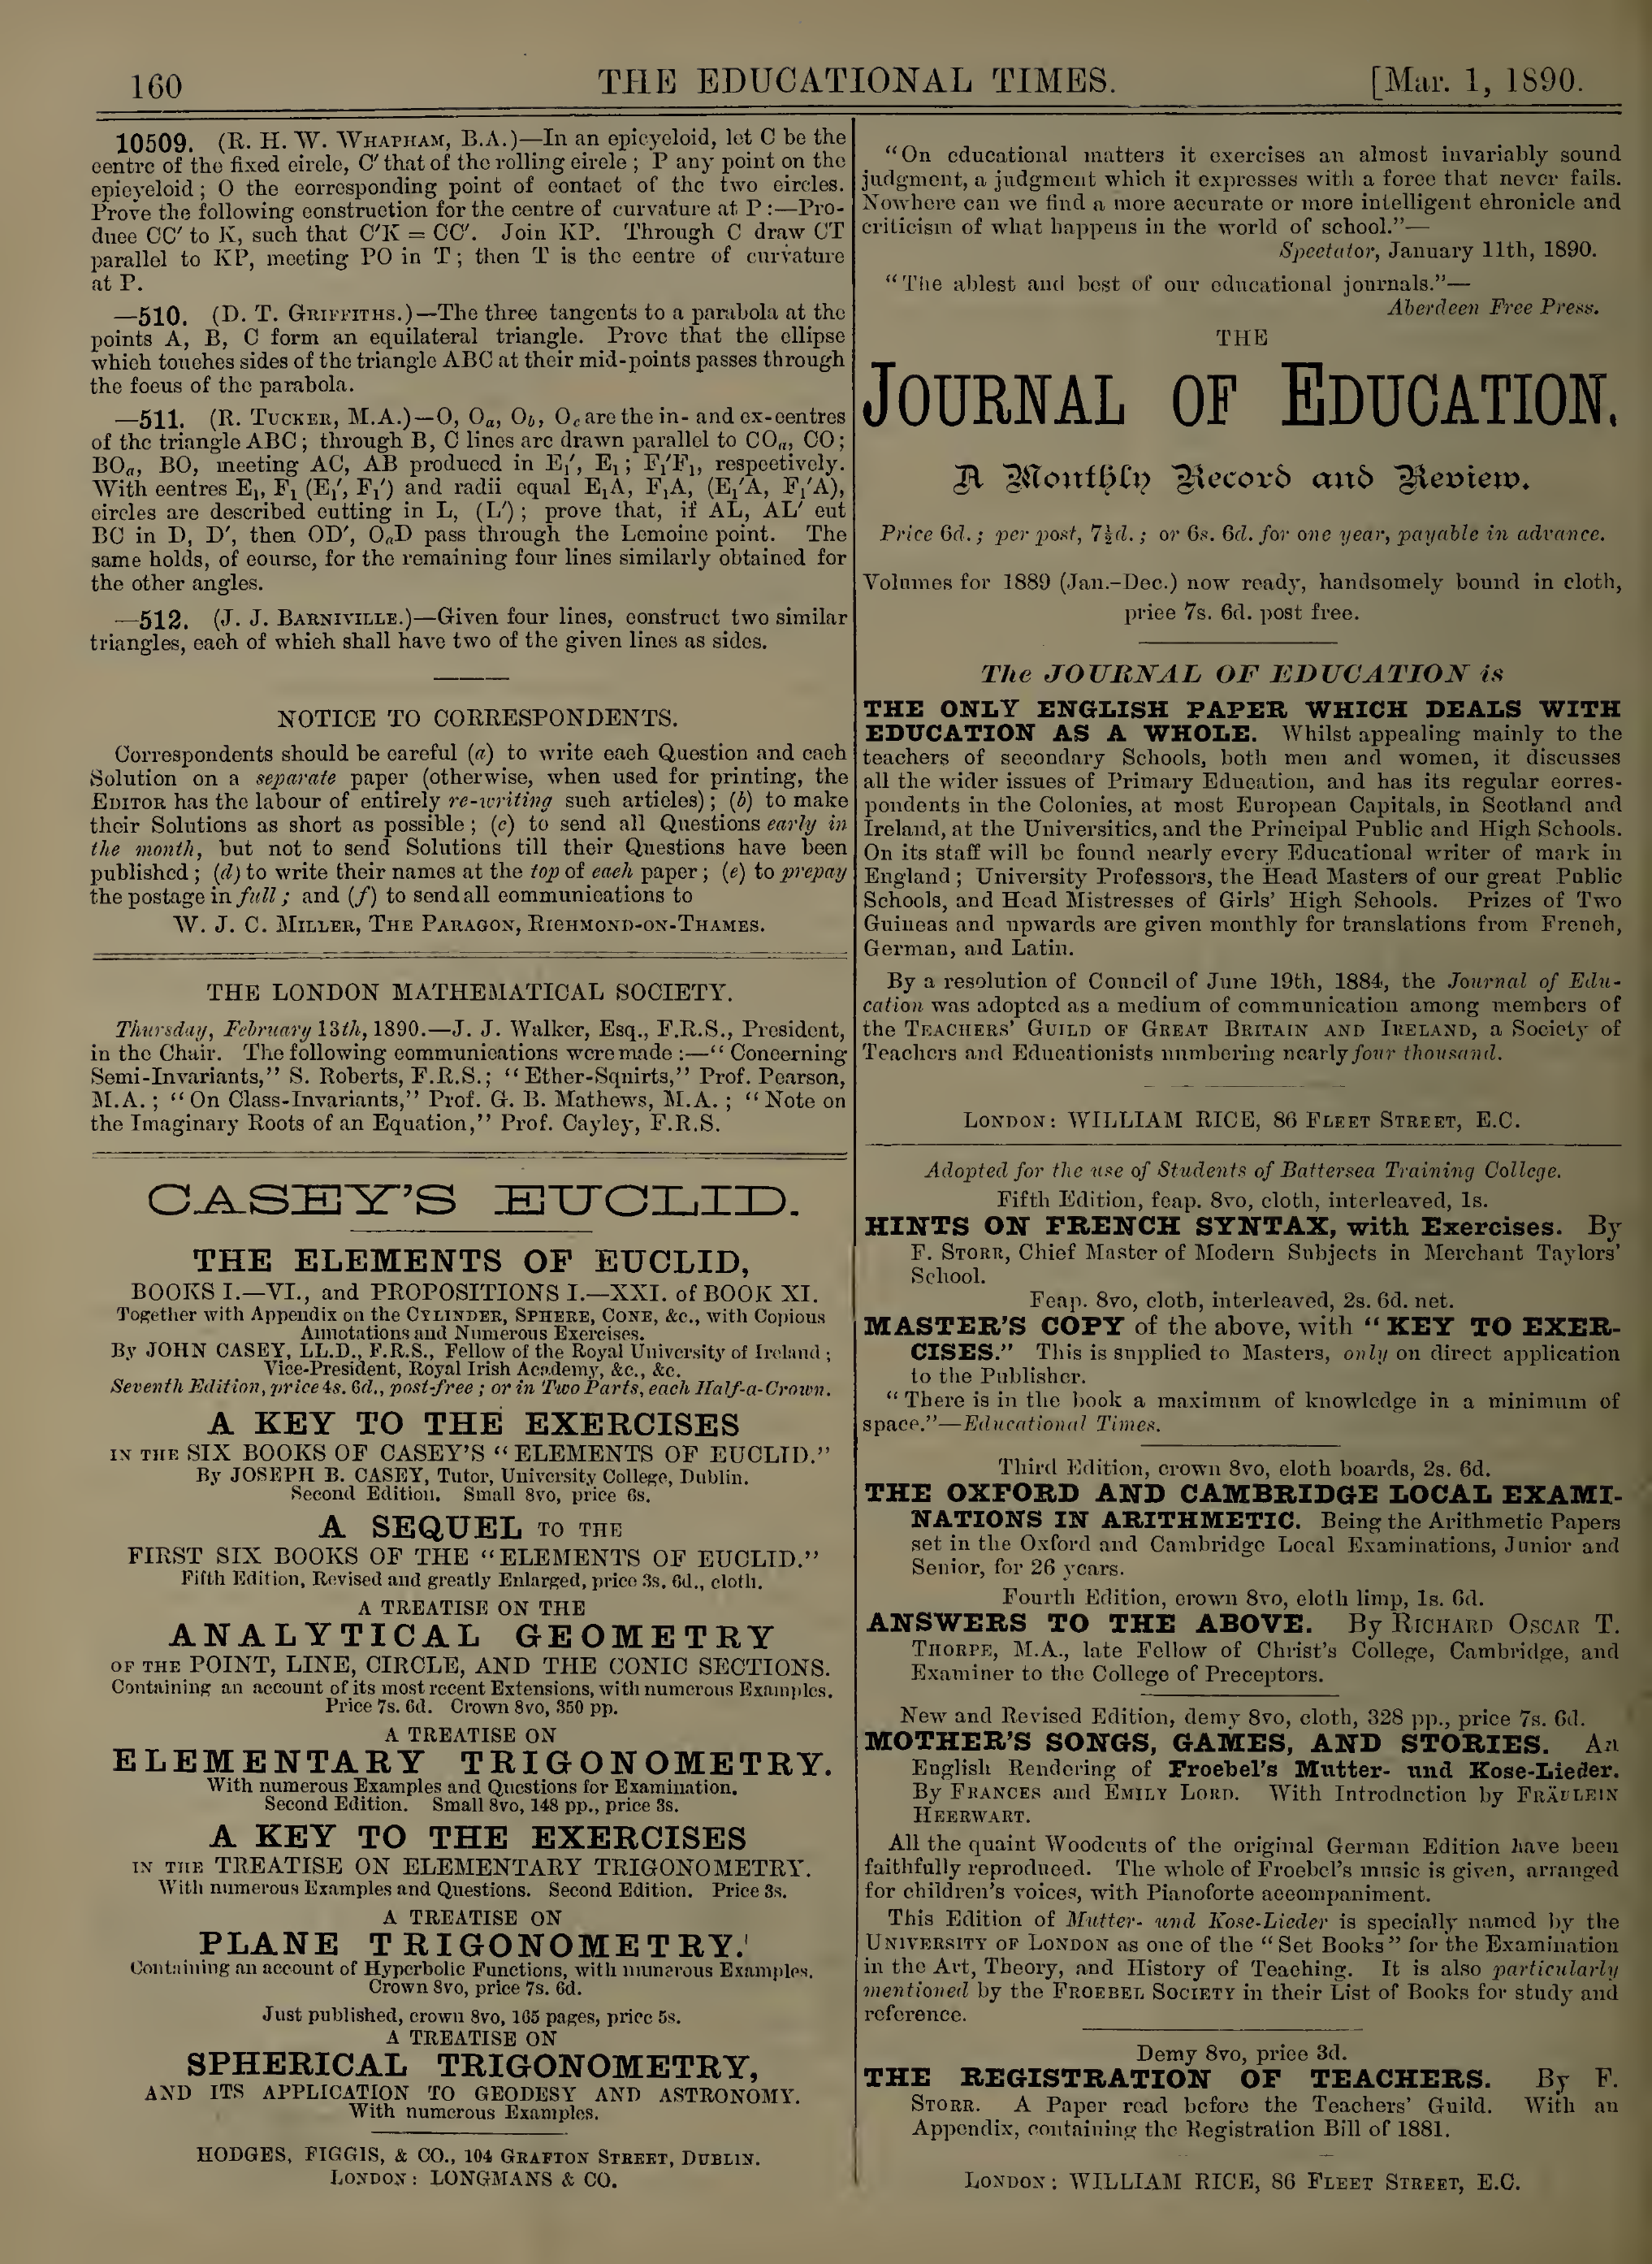 160
THE EDUCATIONAL TIMES.
[Mar. 1, 1890.
10509. (R. H. W. WHAPHAM, B.A.)—In an epicycloid, let C be the
centre of the fixed circle, C′ that of the rolling circle; P any point on the
epicycloid; O the corresponding point of contact of the two circles.
Prove the following construction for the centre of curvature at P:—Pro-
duce CC′ to K, such that C′K = CC′. Join KP. Through C draw CT
parallel to KP, meeting PO in T; then T is the centre of curvature
at P.
—510. (D. T. GRIFFITHS.)—The three tangents to a parabola at the
points A, B, C form an equilateral triangle. Prove that the ellipse
which touches sides of the triangle ABC at their mid-points passes through
the focus of the parabola.
—511. (R. TUCKER, M.A.)—O, Oa, Ob, Oc are the in- and ex-centres
of the triangle ABC; through B, C lines are drawn parallel to COa, CO;
BOa, BO, meeting AC, AB produced in E1′, E1; F1′F1, respectively.
With centres E1, F1 (E1′, F1′) and radii equal E1A, F1A, (E1′A, F1′A),
circles are described cutting in L, (L′); prove that, if AL, AL′ cut
BC in D, D′, then OD′, OaD pass through the Lemoine point. The
same holds, of course, for the remaining four lines similarly obtained for
the other angles.
—512. (J. J. BARNIVILLE.)—Given four lines, construct two similar
triangles, each of which shall have two of the given lines as sides.
NOTICE TO CORRESPONDENTS.
Correspondents should be careful (a) to write each Question and each
Solution on a separate paper (otherwise, when used for printing, the
EDITOR has the labour of entirely re-writing such articles); (b) to make
their Solutions as short as possible; (c) to send all Questions early in
the month, but not to send Solutions till their Questions have been
published; (d) to write their names at the top of each paper; (e) to prepay
the postage in full; and (f) to send all communications to
W. J. C. MILLER, THE PARAGON, RICHMOND-ON-THAMES.
THE LONDON MATHEMATICAL SOCIETY.
Thursday, February 13th, 1890.—J. J. Walker, Esq., F.R.S., President,
in the Chair. The following communications were made:—"Concerning
Semi-Invariants," S. Roberts, F.R.S.; "Ether-Squirts," Prof. Pearson,
M.A.; "On Class-Invariants," Prof. G. B. Mathews, M.A.; "Note on
the Imaginary Roots of an Equation," Prof. Cayley, F.R.S.
CASEY'S EUCLID.
THE ELEMENTS OF EUCLID,
BOOKS I.—VI., and PROPOSITIONS I.—XXI. of BOOK XI.
Together with Appendix on the CYLINDER, SPHERE, CONE, &c., with Copious
Annotations and Numerous Exercises.
By JOHN CASEY, LL.D., F.R.S., Fellow of the Royal University of Ireland;
Vice-President, Royal Irish Academy, &c., &c.
Seventh Edition, price 4s. 6d., post-free; or in Two Parts, each Half-a-Crown.
A KEY TO THE EXERCISES
IN THE SIX BOOKS OF CASEY'S "ELEMENTS OF EUCLID."
By JOSEPH B. CASEY, Tutor, University College, Dublin.
Second Edition. Small 8vo, price 6s.
A SEQUEL TO THE
FIRST SIX BOOKS OF THE "ELEMENTS OF EUCLID."
Fifth Edition, Revised and greatly Enlarged, price 3s. 6d., cloth.
A TREATISE ON THE
ANALYTICAL GEOMETRY
OF THE POINT, LINE, CIRCLE, AND THE CONIC SECTIONS.
Containing an account of its most recent Extensions, with numerous Examples.
Price 7s. 6d. Crown 8vo, 350 pp.
A TREATISE ON
ELEMENTARY TRIGONOMETRY.
With numerous Examples and Questions for Examination.
Second Edition. Small 8vo, 148 pp., price 3s.
A KEY TO THE EXERCISES
IN THE TREATISE ON ELEMENTARY TRIGONOMETRY.
With numerous Examples and Questions. Second Edition. Price 3s.
A TREATISE ON
PLANE TRIGONOMETRY.
Containing an account of Hyperbolic Functions, with numerous Examples.
Crown 8vo, price 7s. 6d.
Just published, crown 8vo, 165 pages, price 5s.
A TREATISE ON
SPHERICAL TRIGONOMETRY,
AND ITS APPLICATION TO GEODESY AND ASTRONOMY.
With numerous Examples.
HODGES, FIGGIS, & CO., 104 GRAFTON STREET, DUBLIN.
LONDON: LONGMANS & CO.
"On educational matters it exercises an almost invariably sound
judgment, a judgment which it expresses with a force that never fails.
Nowhere can we find a more accurate or more intelligent chronicle and
criticism of what happens in the world of school."—
Spectator, January 11th, 1890.
"The ablest and best of our educational journals."—
Aberdeen Free Press.
THE
JOURNAL OF EDUCATION.
A Monthly Record and Review.
Price 6d.; per post, 7½d.; or 6s. 6d. for one year, payable in advance.
Volumes for 1889 (Jan.–Dec.) now ready, handsomely bound in cloth,
price 7s. 6d. post free.
The JOURNAL OF EDUCATION is
THE ONLY ENGLISH PAPER WHICH DEALS WITH
EDUCATION AS A WHOLE. Whilst appealing mainly to the
teachers of secondary Schools, both men and women, it discusses
all the wider issues of Primary Education, and has its regular corres-
pondents in the Colonies, at most European Capitals, in Scotland and
Ireland, at the Universities, and the Principal Public and High Schools.
On its staff will be found nearly every Educational writer of mark in
England; University Professors, the Head Masters of our great Public
Schools, and Head Mistresses of Girls' High Schools. Prizes of Two
Guineas and upwards are given monthly for translations from French,
German, and Latin.
By a resolution of Council of June 19th, 1884, the Journal of Edu-
cation was adopted as a medium of communication among members of
the TEACHERS' GUILD OF GREAT BRITAIN AND IRELAND, a Society of
Teachers and Educationists numbering nearly four thousand.
LONDON: WILLIAM RICE, 86 FLEET STREET, E.C.
Adopted for the use of Students of Battersea Training College.
Fifth Edition, fcap. 8vo, cloth, interleaved, 1s.
HINTS ON FRENCH SYNTAX, with Exercises. By
F. STORR, Chief Master of Modern Subjects in Merchant Taylors'
School.
Fcap. 8vo, cloth, interleaved, 2s. 6d. net.
MASTER'S COPY of the above, with "KEY TO EXER-
CISES." This is supplied to Masters, only on direct application
to the Publisher.
"There is in the book a maximum of knowledge in a minimum of
space."—Educational Times.
Third Edition, crown 8vo, cloth boards, 2s. 6d.
THE OXFORD AND CAMBRIDGE LOCAL EXAMI-
NATIONS IN ARITHMETIC. Being the Arithmetic Papers
set in the Oxford and Cambridge Local Examinations, Junior and
Senior, for 26 years.
Fourth Edition, crown 8vo, cloth limp, 1s. 6d.
ANSWERS TO THE ABOVE. By RICHARD OSCAR T.
THORPE, M.A., late Fellow of Christ's College, Cambridge, and
Examiner to the College of Preceptors.
New and Revised Edition, demy 8vo, cloth, 328 pp., price 7s. 6d.
MOTHER'S SONGS, GAMES, AND STORIES. An
English Rendering of Froebel's Mutter- und Kose-Lieder.
By FRANCES and EMILY LORD. With Introduction by FRÄULEIN
HEERWART.
All the quaint Woodcuts of the original German Edition have been
faithfully reproduced. The whole of Froebel's music is given, arranged
for children's voices, with Pianoforte accompaniment.
This Edition of Mutter- und Kose-Lieder is specially named by the
UNIVERSITY OF LONDON as one of the "Set Books" for the Examination
in the Art, Theory, and History of Teaching. It is also particularly
mentioned by the FROEBEL SOCIETY in their List of Books for study and
reference.
Demy 8vo, price 3d.
THE REGISTRATION OF TEACHERS. By F.
STORR. A Paper read before the Teachers' Guild. With an
Appendix, containing the Registration Bill of 1881.
LONDON: WILLIAM RICE, 86 FLEET STREET, E.C.